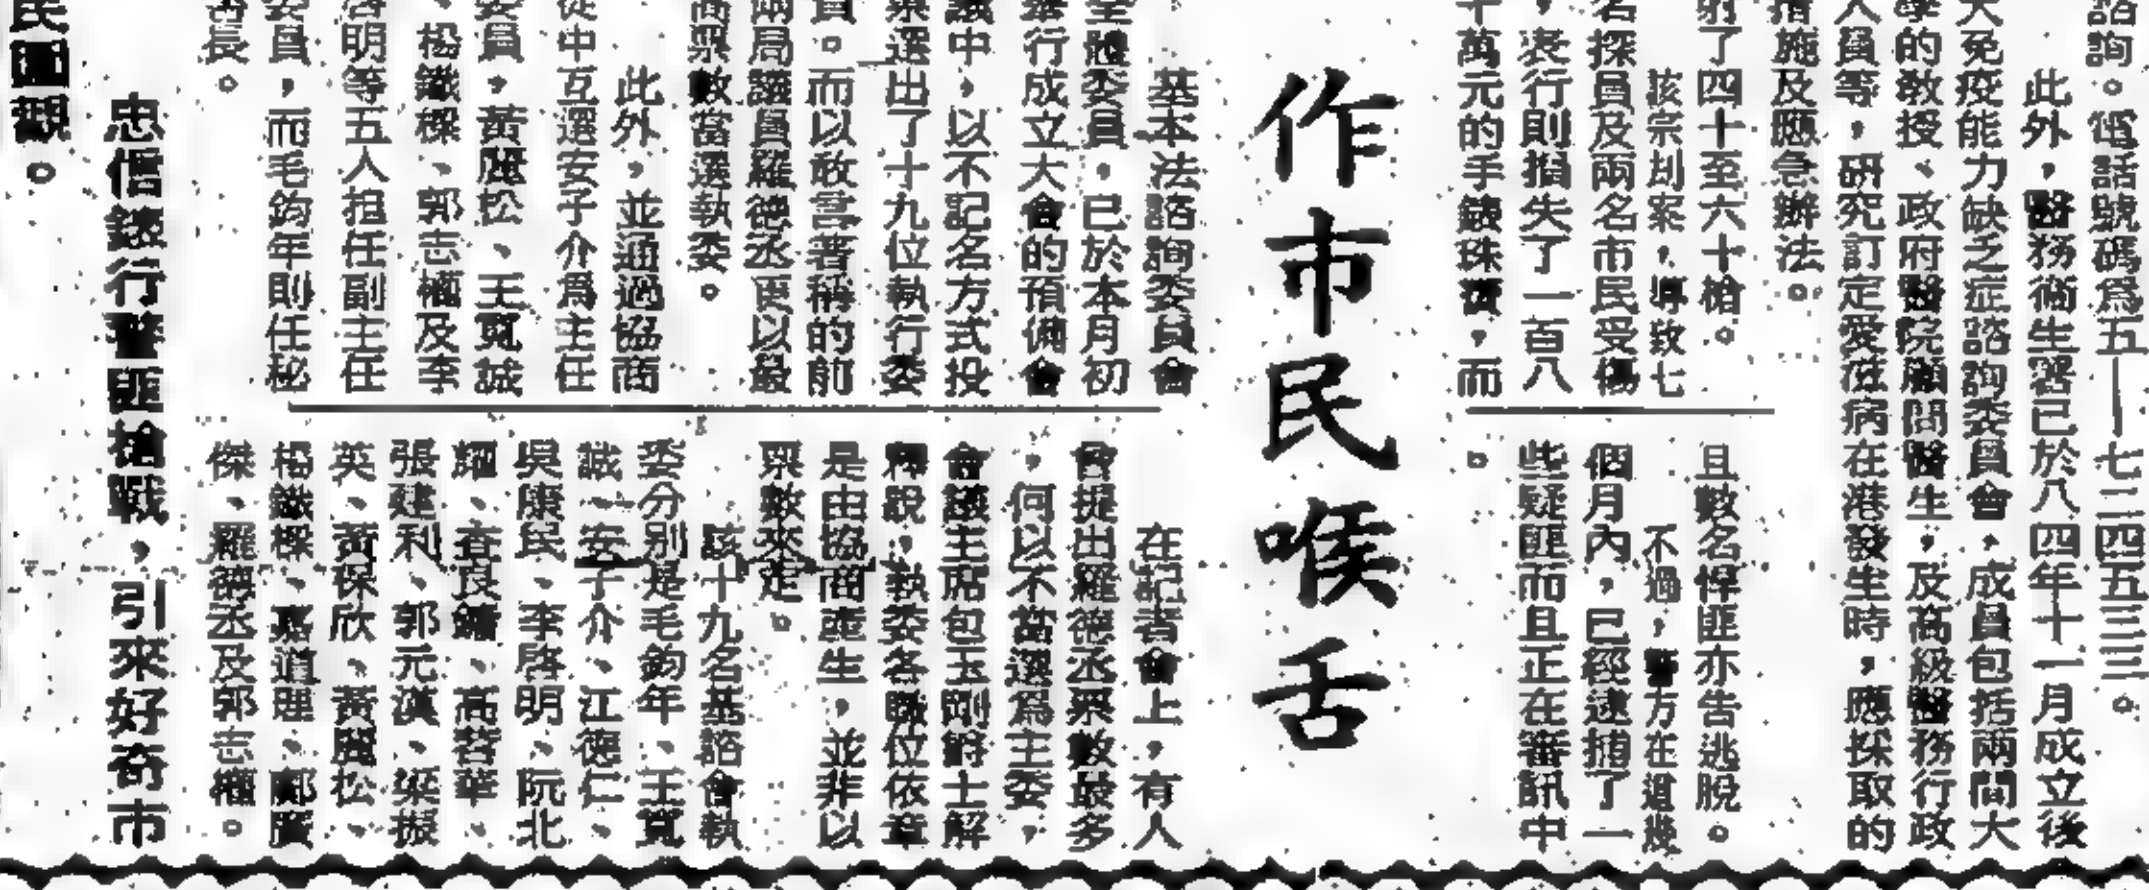 諮詢。電話號碼爲五—七二四五三三三。
此外，醫務衞生署已於八四年十一月成立後
天免疫能力缺乏症諮詢委員會，成員包括兩間大
學的教授、政府醫院顧問醫生，及高級醫務行政
人員等，研究訂定愛滋病在港發生時，應採取的
措施及應急辦法。
射了四十至六十槍。
該宗刦案，導致七
名探員及兩名市民受傷
，表行則損失了一百八
十萬元的手錶珠寶，而
且數名悍匪亦告逃脫。
不過，警方在這幾
個月內，已經逮捕了一
些疑匪而且正在審訊中
。
作市民喉舌
基本法諮詢委員會
全體委員，已於本月初
舉行成立大會的預備會
議中，以不記名方式投
票選出了十九位執行委
員。而以敢言著稱的前
兩局議員羅德丞更以最
高票數當選執委。
此外，並通過協商
從中互選安子介爲主任
委員，黃麗松、王寬誠
、楊鐵樑、郭志權及李
啓明等五人担任副主任
委員，而毛鈞年則任秘
書長。
在記者會上，有人
曾提出羅德丞票數最多
，何以不當選爲主委，
會議主席包玉剛爵士解
釋說，執委各職位依章
是由協商產生，並非以
票數來定。
該十九名基諮會執
委分別是毛鈞年、王寬
誠、安子介、江德仁、
吳康民、李啓明、阮北
耀、查良鏞、高苕華、
張建利、郭元漢、梁振
英、黃保欣、黃麗松、
楊鐵樑、嘉道理、鄺廣
傑、羅德丞及郭志權。
忠信錶行警匪槍戰，引來好奇市
民圍觀。